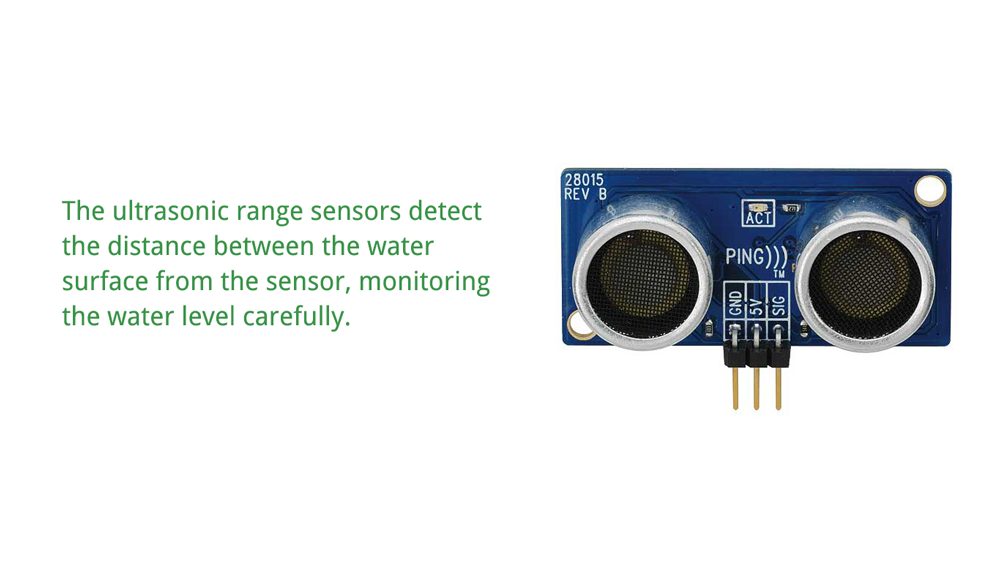 The ultrasonic range sensors detect
the distance between the water
surface from the sensor, monitoring
the water level carefully.
28015
REV B
ACT
PING)))
TM
GND
5V
SIG